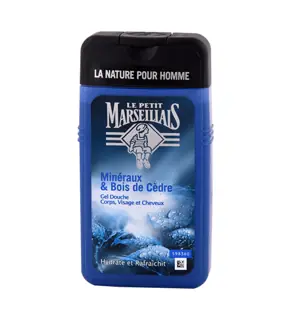 LA NATURE POUR HOMME
LE PETIT
MARSEILLAIS
Minéraux
& Bois de Cèdre
Gel Douche
Corps, Visage et Cheveux
Hydrate et Rafraîchit